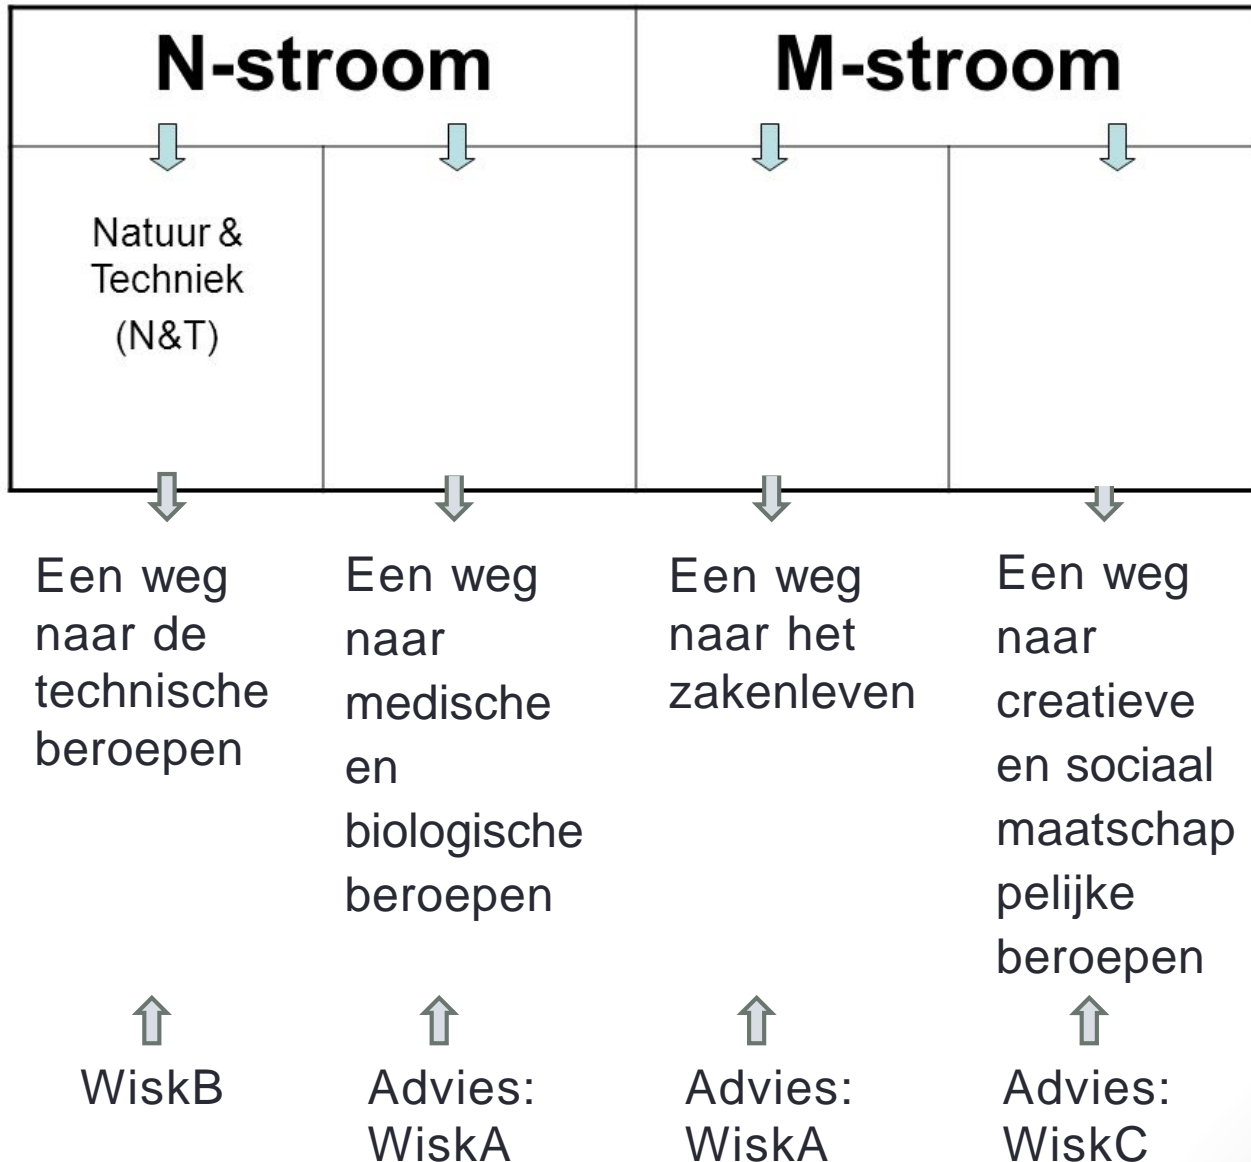 N-stroom
M-stroom
Natuur &
Techniek
(N&T)
Een weg
naar de
technische
beroepen
Een weg
naar
medische
en
biologische
beroepen
Een weg
naar het
zakenleven
Een weg
naar
creatieve
en sociaal
maatschap
pelijke
beroepen
WiskB
Advies:
WiskA
Advies:
WiskA
Advies:
WiskC